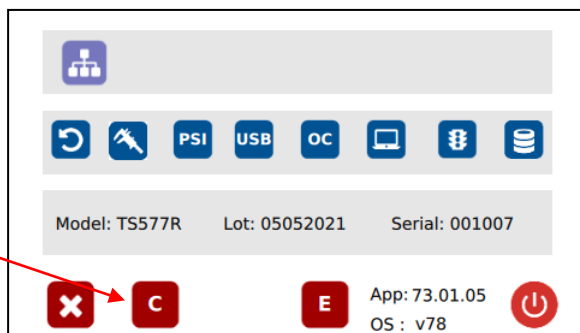 PSI USB OC
Model: TS577R Lot: 05052021 Serial: 001007
C E App: 73.01.05
OS : v78